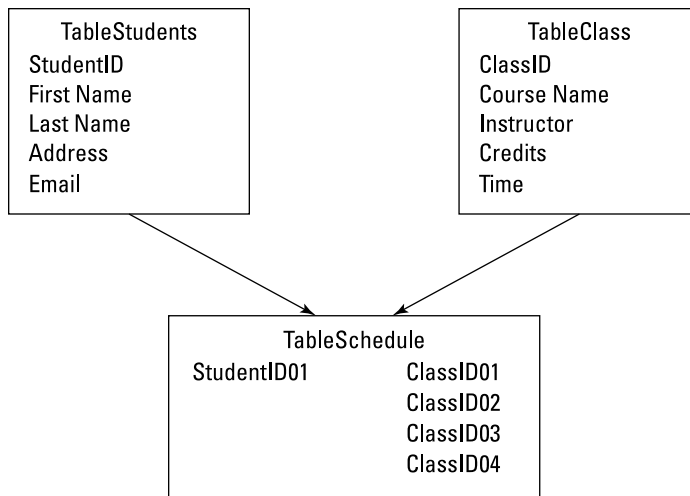 TableStudents
StudentID
First Name
Last Name
Address
Email
TableClass
ClassID
Course Name
Instructor
Credits
Time
TableSchedule
StudentID01 ClassID01
ClassID02
ClassID03
ClassID04